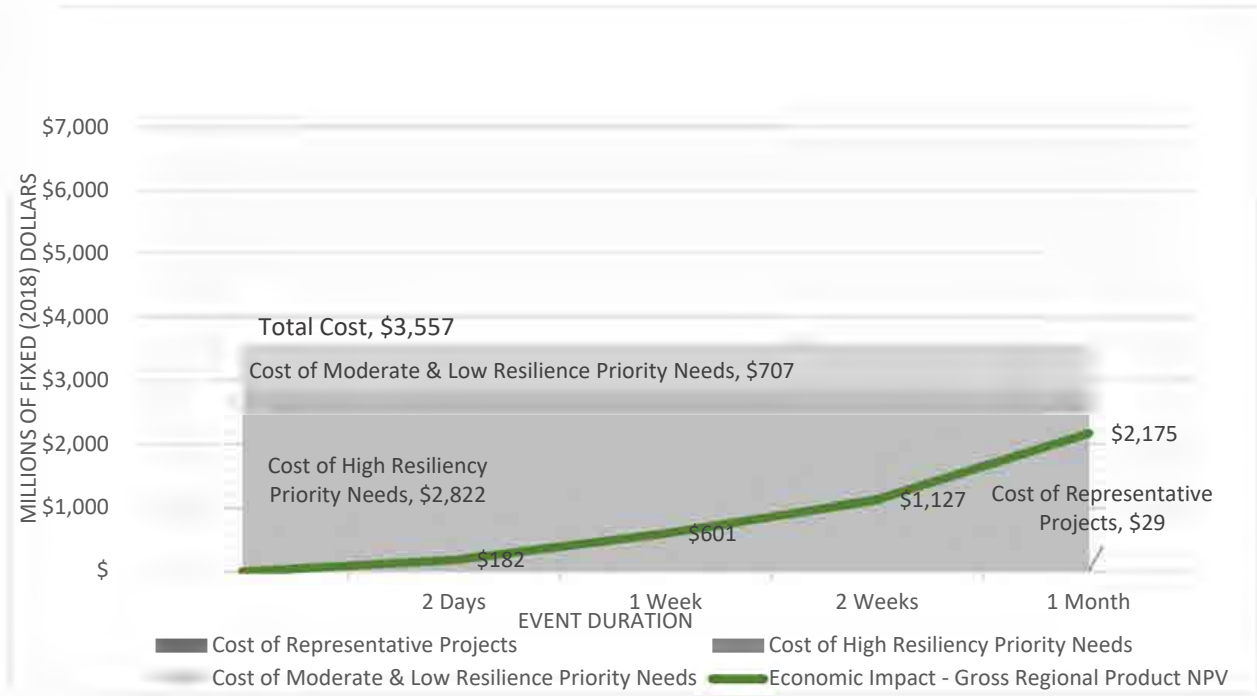 $7,000
$6,000
$5,000
$4,000
$3,000
$2,000
$1,000
$
MILLIONS OF FIXED (2018) DOLLARS
Total Cost, $3,557
Cost of Moderate & Low Resilience Priority Needs, $707
Cost of High Resiliency
Priority Needs, $2,822
$182
$601
$1,127
$2,175
Cost of Representative
Projects, $29
2 Days
1 Week
2 Weeks
1 Month
EVENT DURATION
Cost of Representative Projects
Cost of High Resiliency Priority Needs
Cost of Moderate & Low Resilience Priority Needs
Economic Impact - Gross Regional Product NPV